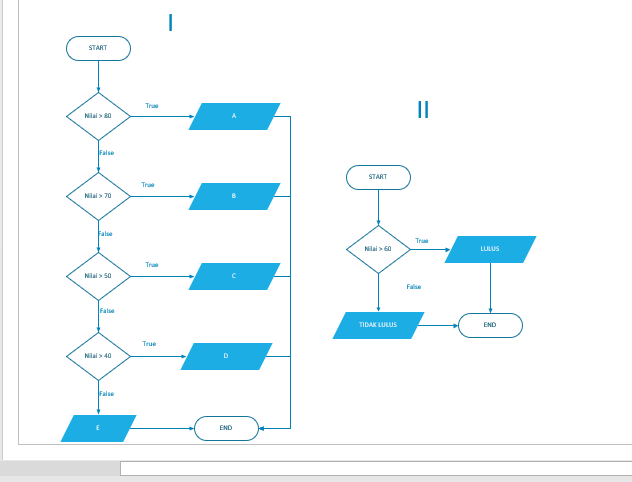 I
START
Nilai > 80
True
A
False
Nilai > 70
True
B
False
Nilai > 50
True
C
False
Nilai > 40
True
D
False
E
END
II
START
Nilai > 60
True
LULUS
False
TIDAK LULUS
END